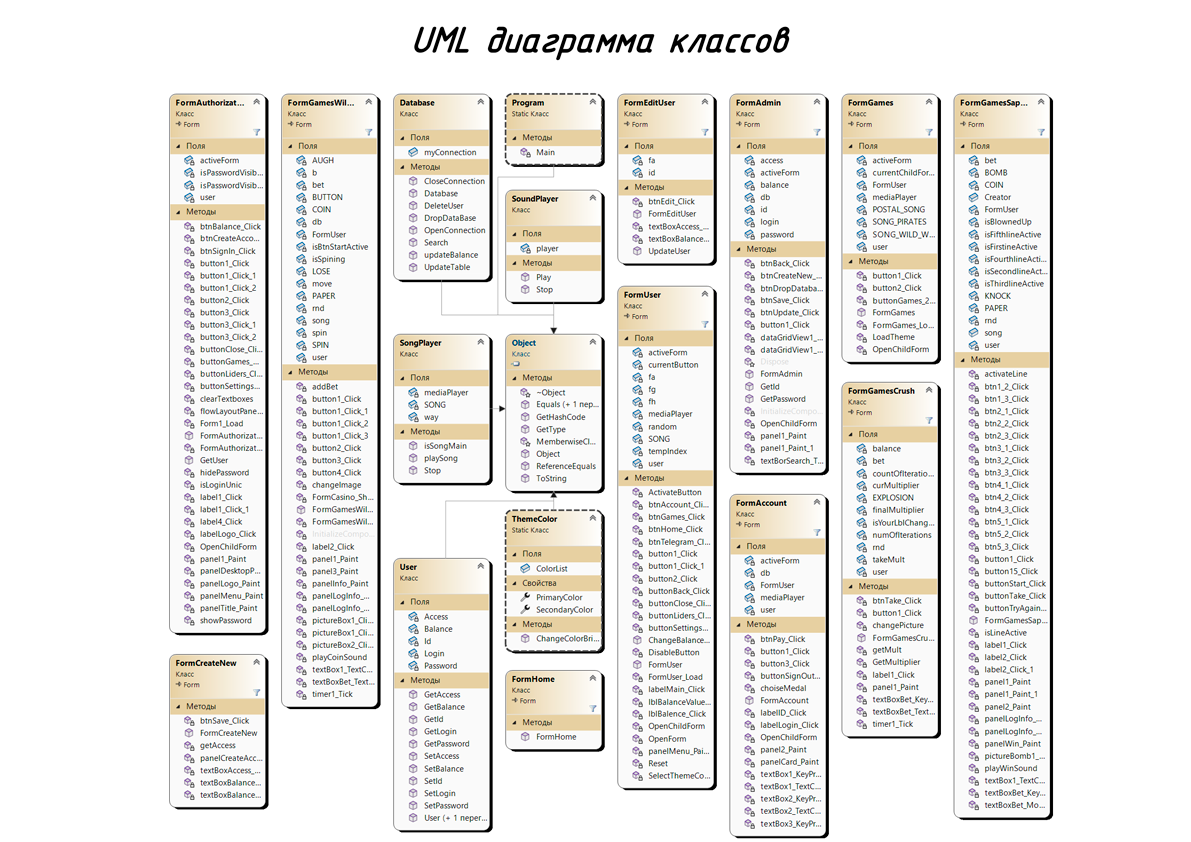 UML диаграмма классов
FormAuthorizat...
Класс
Form
Поля
activeForm
isPasswordVisib...
isPasswordVisib...
user
Методы
btnBalance_Click
btnCreateAcco...
btnSignIn_Click
button1_Click
button1_Click_1
button1_Click_2
button2_Click
button3_Click
button3_Click_1
button3_Click_2
buttonClose_Cli...
buttonGames_...
buttonLiders_Cl...
buttonSettings...
clearTextboxes
flowLayoutPane...
Form1_Load
FormAuthorizat...
FormAuthorizat...
GetUser
hidePassword
isLoginUnic
label1_Click
label1_Click_1
label4_Click
labelLogo_Click
OpenChildForm
panel1_Paint
panelDesktopP...
panelLogo_Paint
panelMenu_Paint
panelTitle_Paint
showPassword
FormCreateNew
Класс
Form
Методы
btnSave_Click
FormCreateNew
getAccess
panelCreateAcc...
textBoxAccess_...
textBoxBalance...
textBoxBalance...
FormGamesWil...
Класс
Form
Поля
AUGH
b
bet
BUTTON
COIN
db
FormUser
isBtnStartActive
isSpining
LOSE
move
PAPER
rnd
song
spin
SPIN
user
Методы
addBet
button1_Click
button1_Click_1
button1_Click_2
button1_Click_3
button2_Click
button3_Click
button4_Click
changeImage
FormCasino_Sh...
FormGamesWil...
FormGamesWil...
InitializeCompo...
label2_Click
panel1_Paint
panel3_Paint
panelInfo_Paint
panelLogInfo_...
panelLogInfo_...
pictureBox1_Cli...
pictureBox1_Cli...
pictureBox2_Cli...
playCoinSound
textBox1_TextC...
textBoxBet_Text...
timer1_Tick
Database
Класс
Поля
myConnection
Методы
CloseConnection
Database
DeleteUser
DropDataBase
OpenConnection
Search
updateBalance
UpdateTable
SongPlayer
Класс
Поля
mediaPlayer
SONG
way
Методы
isSongMain
playSong
Stop
User
Класс
Поля
Access
Balance
Id
Login
Password
Методы
GetAccess
GetBalance
GetId
GetLogin
GetPassword
SetAccess
SetBalance
SetId
SetLogin
SetPassword
User (+ 1 перег...
Program
Static Класс
Методы
Main
SoundPlayer
Класс
Поля
player
Методы
Play
Stop
Object
Класс
Методы
~Object
Equals (+ 1 пер...
GetHashCode
GetType
MemberwiseCl...
Object
ReferenceEquals
ToString
ThemeColor
Static Класс
Поля
ColorList
Свойства
PrimaryColor
SecondaryColor
Методы
ChangeColorBri...
FormHome
Класс
Form
Методы
FormHome
FormEditUser
Класс
Form
Поля
fa
id
Методы
btnEdit_Click
FormEditUser
textBoxAccess_...
textBoxBalance...
UpdateUser
FormUser
Класс
Form
Поля
activeForm
currentButton
fa
fg
fh
mediaPlayer
random
SONG
tempIndex
user
Методы
ActivateButton
btnAccount_Cli...
btnGames_Click
btnHome_Click
btnTelegram_Cl...
button1_Click
button1_Click_1
button2_Click
buttonBack_Click
buttonClose_Cli...
buttonLiders_Cl...
buttonSettings...
ChangeBalance...
DisableButton
FormUser
FormUser_Load
labelMain_Click
lblBalanceValue...
lblBalence_Click
OpenChildForm
OpenForm
panelMenu_Pai...
Reset
SelectThemeCo...
FormAdmin
Класс
Form
Поля
access
activeForm
balance
db
id
login
password
Методы
btnBack_Click
btnCreateNew_...
btnDropDataba...
btnSave_Click
btnUpdate_Click
button1_Click
dataGridView1_...
dataGridView1_...
Dispose
FormAdmin
GetId
GetPassword
InitializeCompo...
OpenChildForm
panel1_Paint
panel1_Paint_1
textBorSearch_T...
FormAccount
Класс
Form
Поля
activeForm
db
FormUser
mediaPlayer
user
Методы
btnPay_Click
button1_Click
button3_Click
buttonSignOut...
choiseMedal
FormAccount
labelID_Click
labelLogin_Click
OpenChildForm
panel2_Paint
panelCard_Paint
textBox1_KeyPr...
textBox1_TextC...
textBox2_KeyPr...
textBox2_TextC...
textBox3_KeyPr...
FormGames
Класс
Form
Поля
activeForm
currentChildFor...
FormUser
mediaPlayer
POSTAL_SONG
SONG_PIRATES
SONG_WILD_W...
user
Методы
button1_Click
button2_Click
buttonGames_2...
FormGames
FormGames_Lo...
LoadTheme
OpenChildForm
FormGamesCrush
Класс
Form
Поля
balance
bet
countOfIteratio...
curMultiplier
EXPLOSION
finalMultiplier
isYourLblChang...
numOfIterations
rnd
takeMult
user
Методы
btnTake_Click
button1_Click
changePicture
FormGamesCru...
getMult
GetMultiplier
label1_Click
panel1_Paint
textBoxBet_Key...
textBoxBet_Text...
timer1_Tick
FormGamesSap...
Класс
Form
Поля
bet
BOMB
COIN
Creator
FormUser
isBlownedUp
isFifthlineActive
isFirstineActive
isFourthlineActi...
isSecondlineAct...
isThirdlineActive
KNOCK
PAPER
rnd
song
user
Методы
activateLine
btn1_2_Click
btn1_3_Click
btn2_1_Click
btn2_2_Click
btn2_3_Click
btn3_1_Click
btn3_2_Click
btn3_3_Click
btn4_1_Click
btn4_2_Click
btn4_3_Click
btn5_1_Click
btn5_2_Click
btn5_3_Click
button1_Click
button15_Click
buttonStart_Click
buttonTake_Click
buttonTryAgain...
FormGamesSap...
isLineActive
label1_Click
label2_Click
label2_Click_1
panel1_Paint
panel1_Paint_1
panel2_Paint
panelLogInfo_...
panelLogInfo_...
panelWin_Paint
pictureBomb1_...
playWinSound
textBox1_TextC...
textBoxBet_Key...
textBoxBet_Mo...